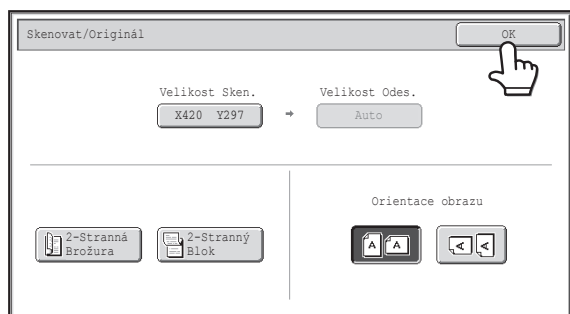 Skenovat/Originál
OK
Velikost Sken.
Velikost Odes.
X420 Y297
Auto
Orientace obrazu
2-Stranná
Brožura
2-Stranný
Blok
A A
A A